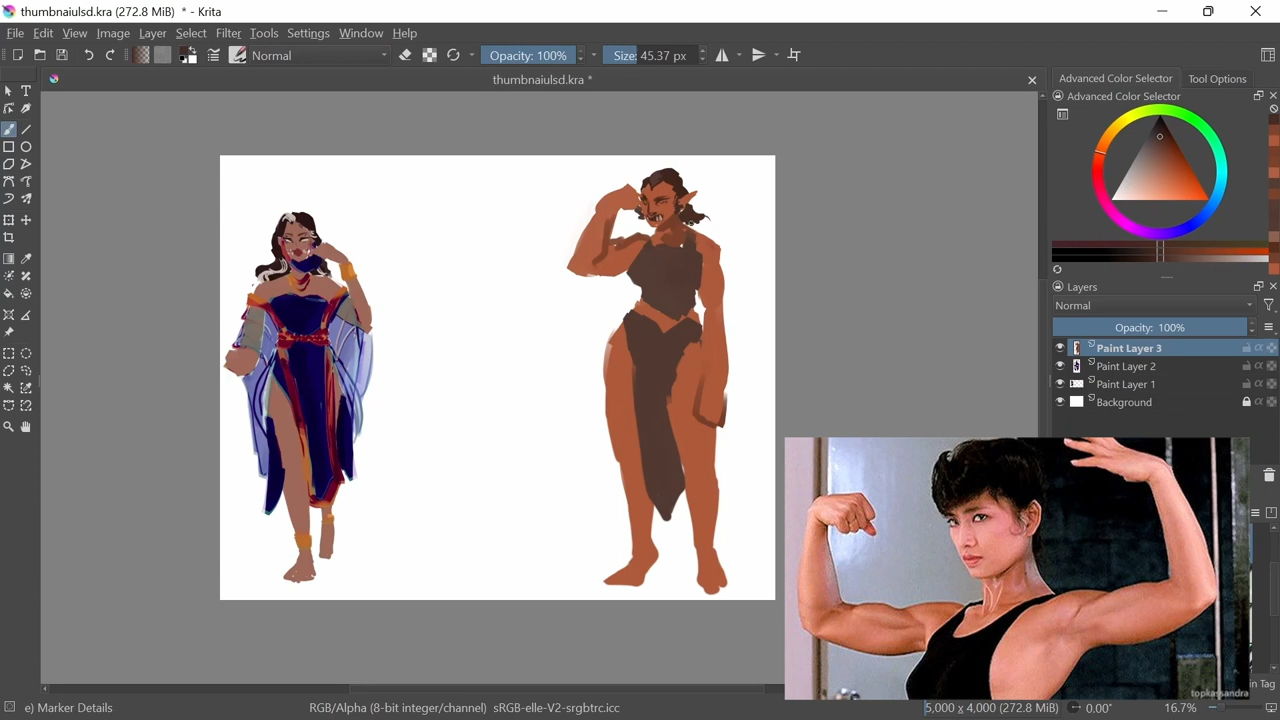 thumbnaiulsd.kra (272.8 MiB) * - Krita
File Edit View Image Layer Select Filter Tools Settings Window Help
Normal
Opacity: 100%
Size: 45.37 px
thumbnaiulsd.kra *
Advanced Color Selector
Tool Options
Advanced Color Selector
Layers
Normal
Opacity: 100%
Paint Layer 3
Paint Layer 2
Paint Layer 1
Background
in Tag
topkassandra
e) Marker Details
RGB/Alpha (8-bit integer/channel) sRGB-elle-V2-srgbtrc.icc
5,000 x 4,000 (272.8 MiB)
0.00°
16.7%